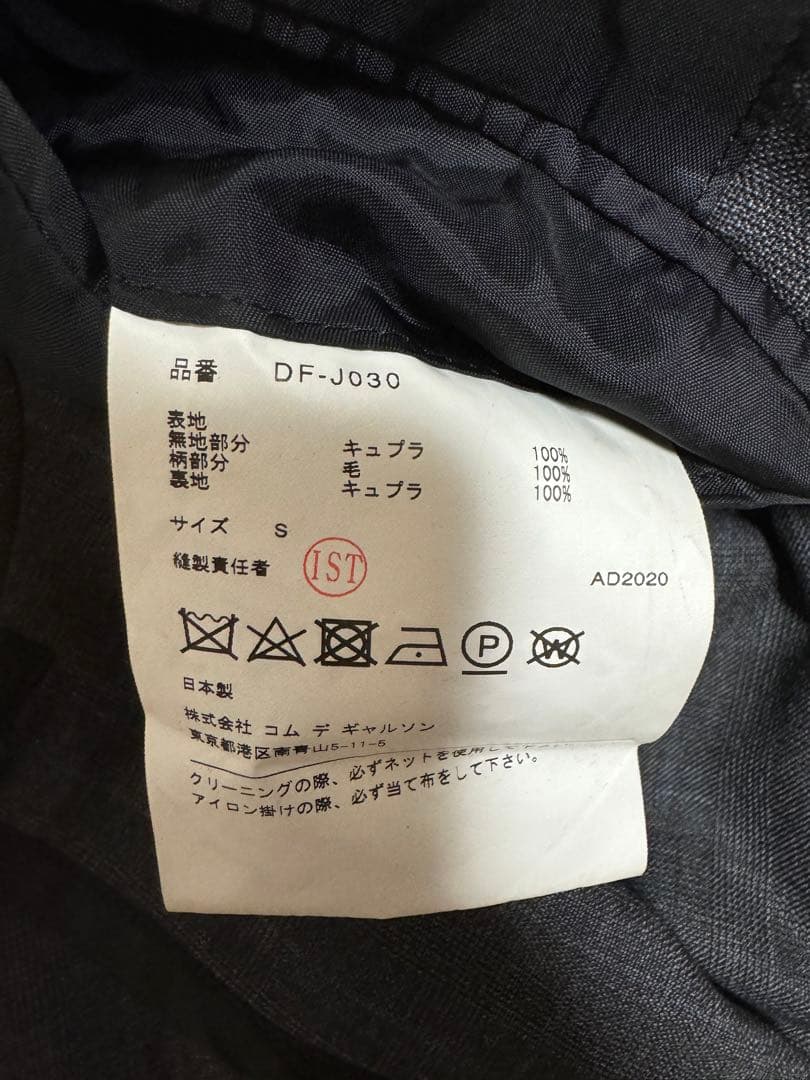 品番 DF-J030
表地
無地部分 キュプラ 100%
柄部分 毛 100%
裏地 キュプラ 100%
サイズ S
縫製責任者 IST AD2020
P W
日本製
株式会社 コム デ ギャルソン
東京都港区南青山5-11-5
クリーニングの際、必ずネットを使用し
アイロン掛けの際、必ず当て布をして下さい。